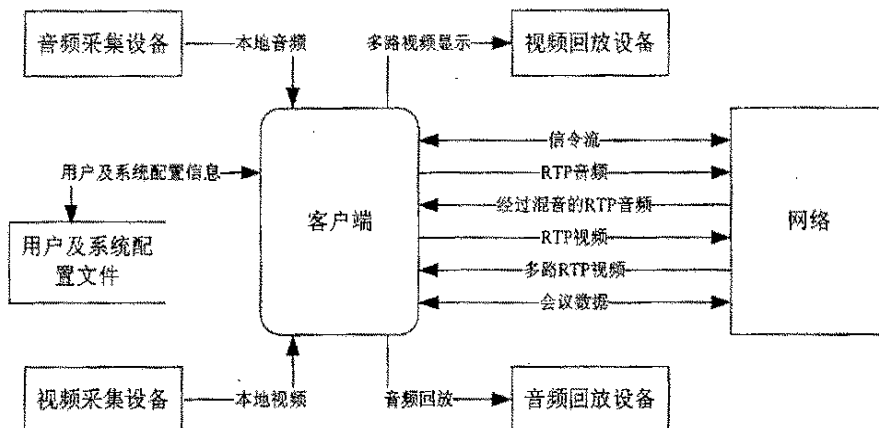 音频采集设备
本地音频
多路视频显示
视频回放设备
信令流
RTP音频
用户及系统配置信息
经过混音的RTP音频
客户端
网络
RTP视频
用户及系统配
置文件
多路RTP视频
会议数据
视频采集设备
本地视频
音频回放
音频回放设备